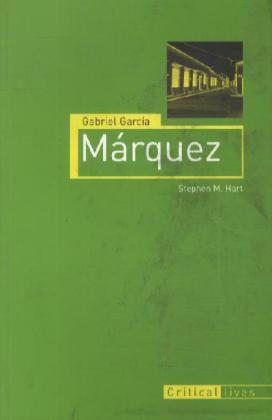 Gabriel García
Márquez
Stephen M. Hart
Critical lives